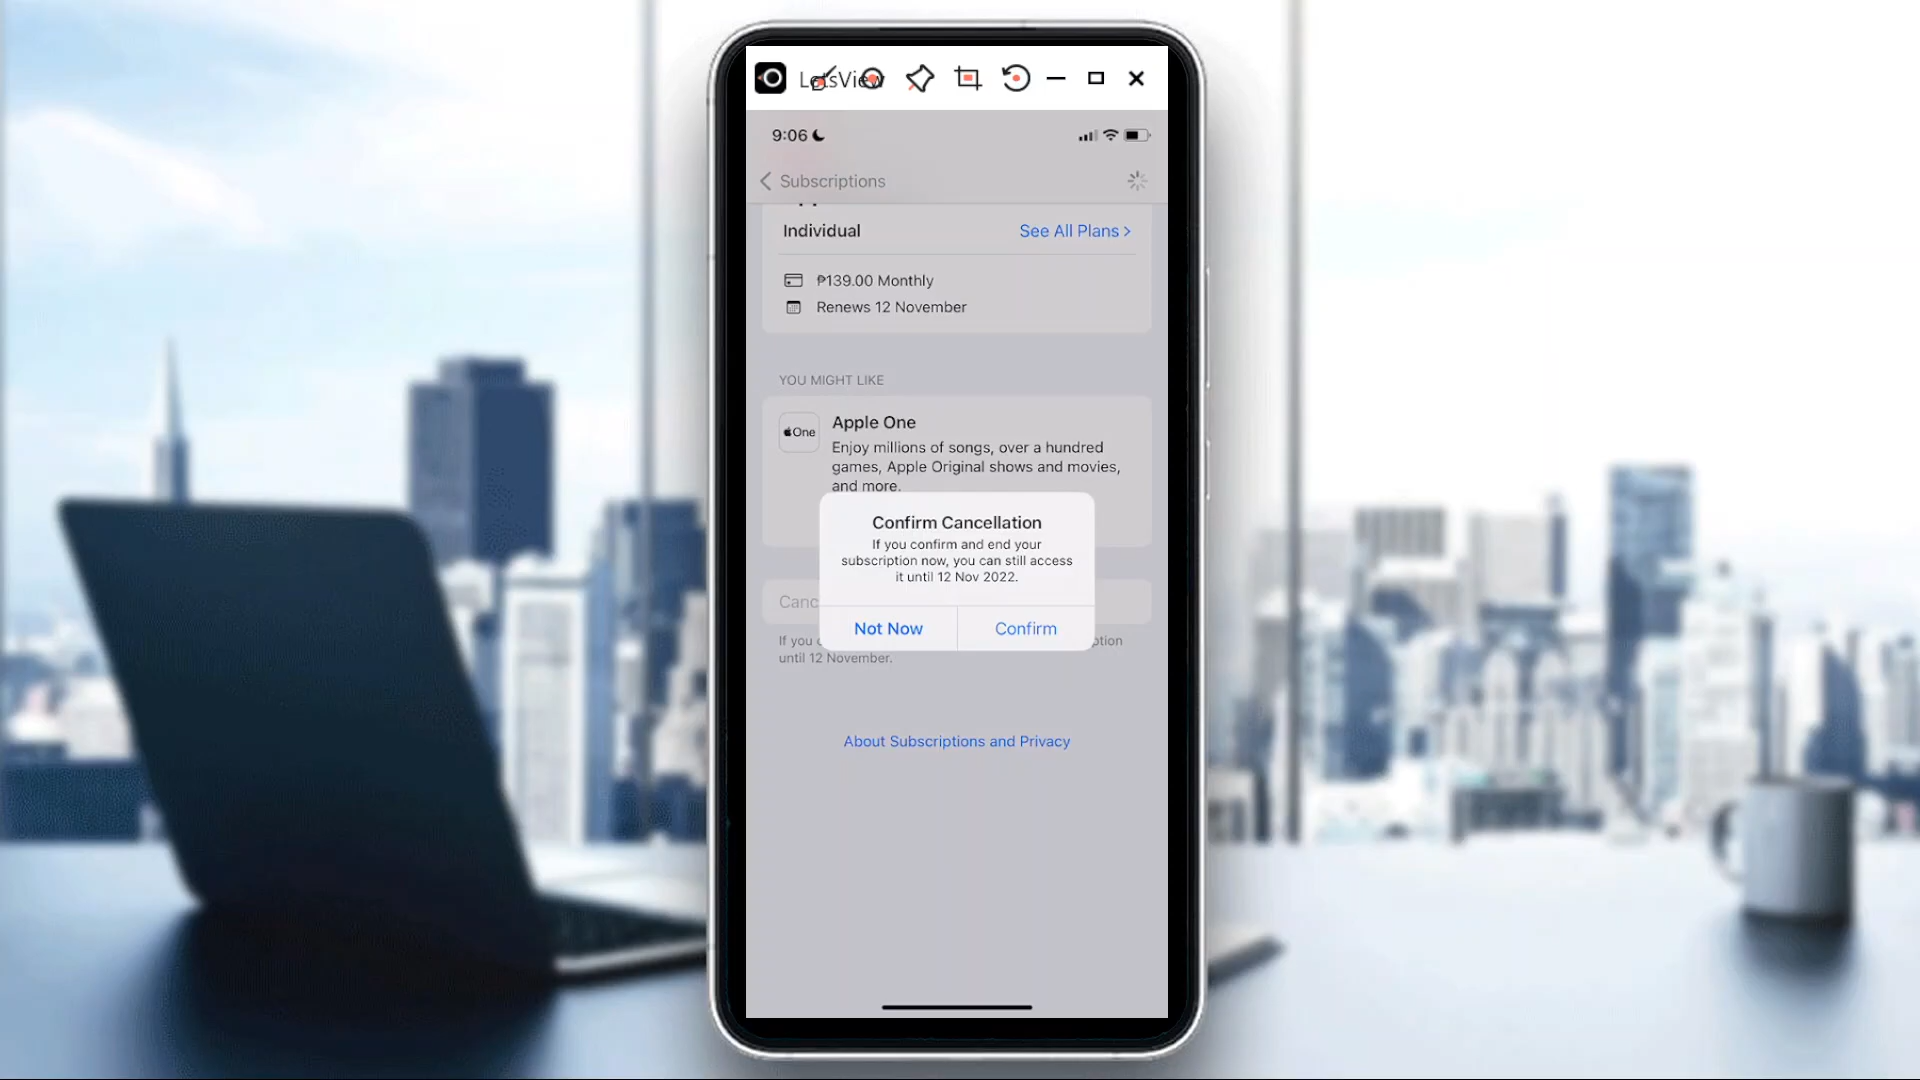 LetsView
9:06
Subscriptions
Individual
See All Plans >
₱139.00 Monthly
Renews 12 November
YOU MIGHT LIKE
One
Apple One
Enjoy millions of songs, over a hundred
games, Apple Original shows and movies,
and more.
Confirm Cancellation
If you confirm and end your
subscription now, you can still access
it until 12 Nov 2022.
Canc
Not Now
Confirm
If you
ption
until 12 November.
About Subscriptions and Privacy